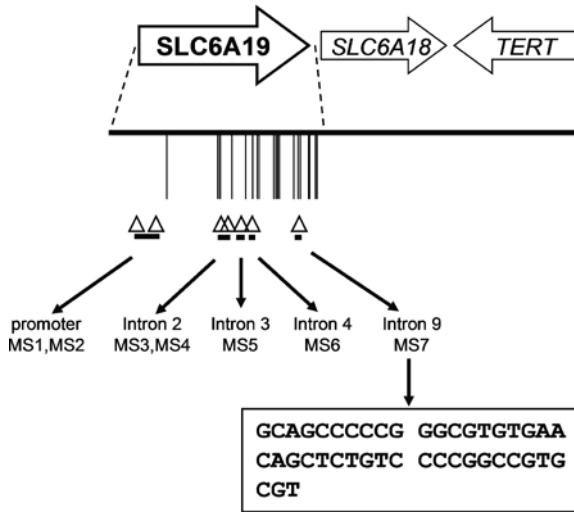 SLC6A19 SLC6A18 TERT
promoter Intron 2 Intron 3 Intron 4 Intron 9
MS1,MS2 MS3,MS4 MS5 MS6 MS7
GCAGCCCCCG GGCGTGTGAA
CAGCTCTGTC CCCGGCCGTG
CGT